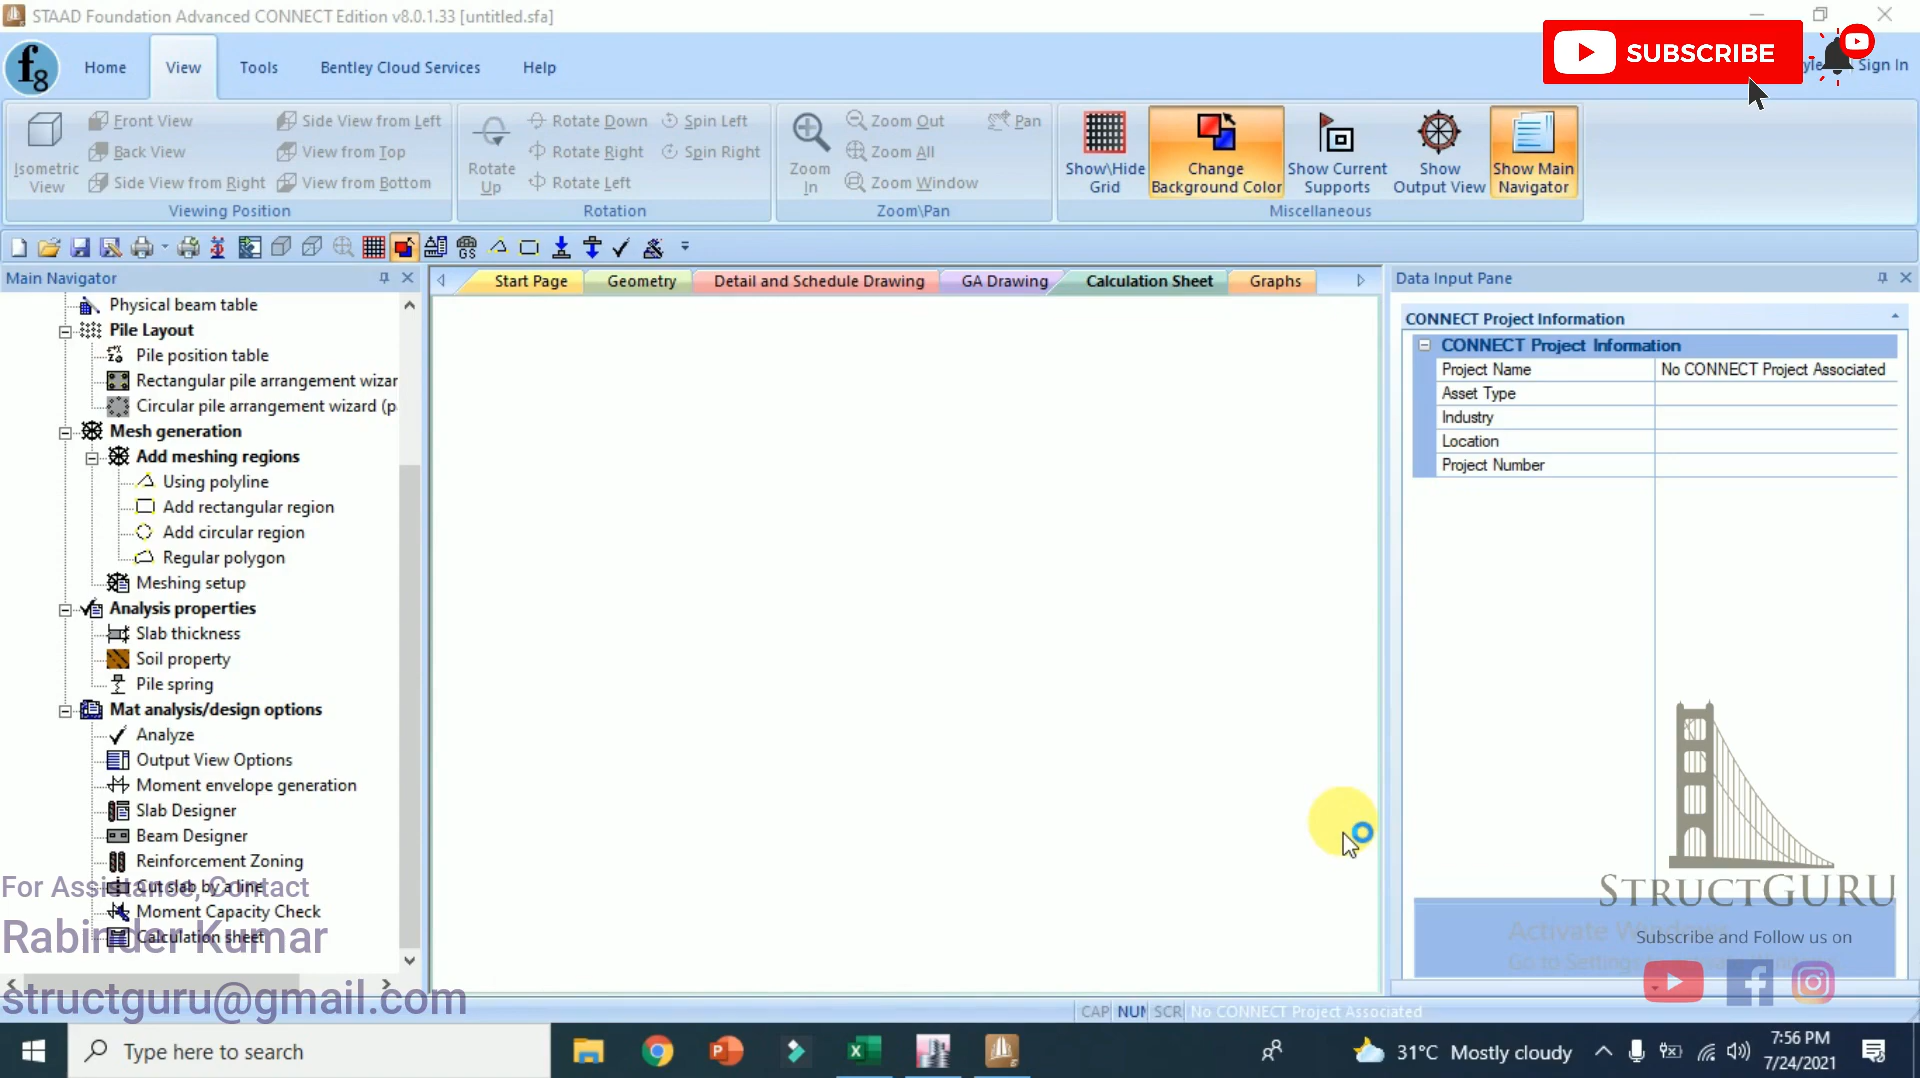 STAAD Foundation Advanced CONNECT Edition v8.0.1.33 [untitled.sfa]
Home View Tools Bentley Cloud Services Help
SUBSCRIBE
Sign In
Isometric View
Front View
Back View
Side View from Right
Side View from Left
View from Top
View from Bottom
Viewing Position
Rotate Up
Rotate Down
Rotate Right
Rotate Left
Spin Left
Spin Right
Rotation
Zoom In
Zoom Out
Zoom All
Zoom Window
Pan
Zoom\Pan
Show\Hide Grid
Change Background Color
Show Current Supports
Show Output View
Show Main Navigator
Miscellaneous
Main Navigator
Physical beam table
Pile Layout
Pile position table
Rectangular pile arrangement wizar
Circular pile arrangement wizard (p
Mesh generation
Add meshing regions
Using polyline
Add rectangular region
Add circular region
Regular polygon
Meshing setup
Analysis properties
Slab thickness
Soil property
Pile spring
Mat analysis/design options
Analyze
Output View Options
Moment envelope generation
Slab Designer
Beam Designer
Reinforcement Zoning
Cut slab by a line
Moment Capacity Check
Calculation sheet
For Assistance, Contact
Rabinder Kumar
structguru@gmail.com
Start Page Geometry Detail and Schedule Drawing GA Drawing Calculation Sheet Graphs
Data Input Pane
CONNECT Project Information
CONNECT Project Information
Project Name No CONNECT Project Associated
Asset Type
Industry
Location
Project Number
STRUCTGURU
Activate Windows
Subscribe and Follow us on
CAP NUM SCR No CONNECT Project Associated
Type here to search
31°C Mostly cloudy
7:56 PM
7/24/2021